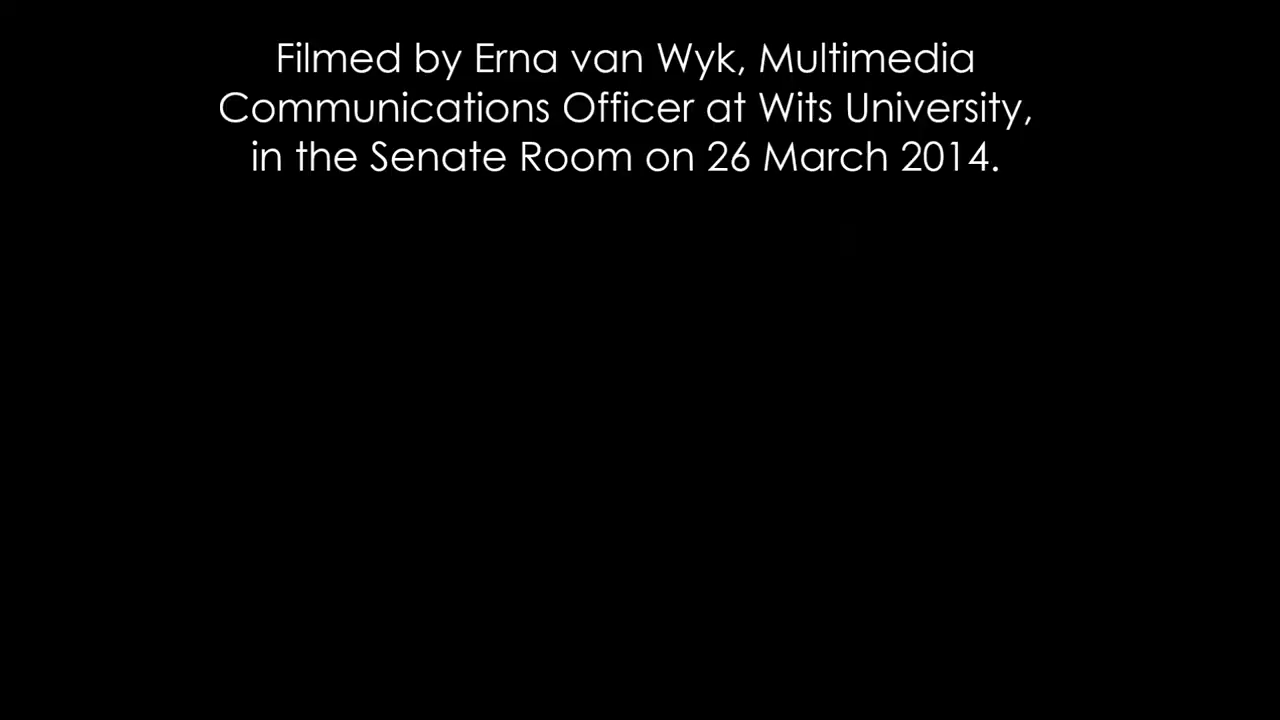 Filmed by Erna van Wyk, Multimedia
Communications Officer at Wits University,
in the Senate Room on 26 March 2014.